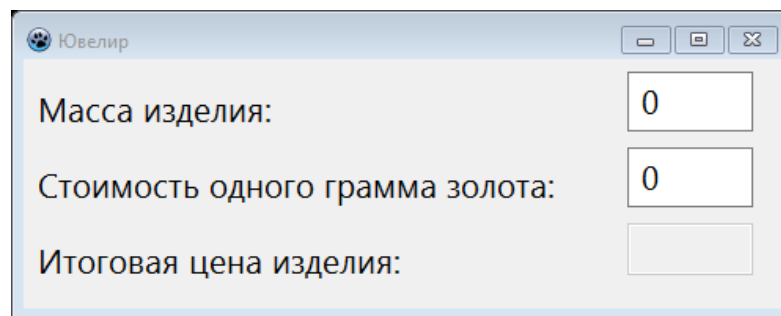 Ювелир
Масса изделия: 0
Стоимость одного грамма золота: 0
Итоговая цена изделия: